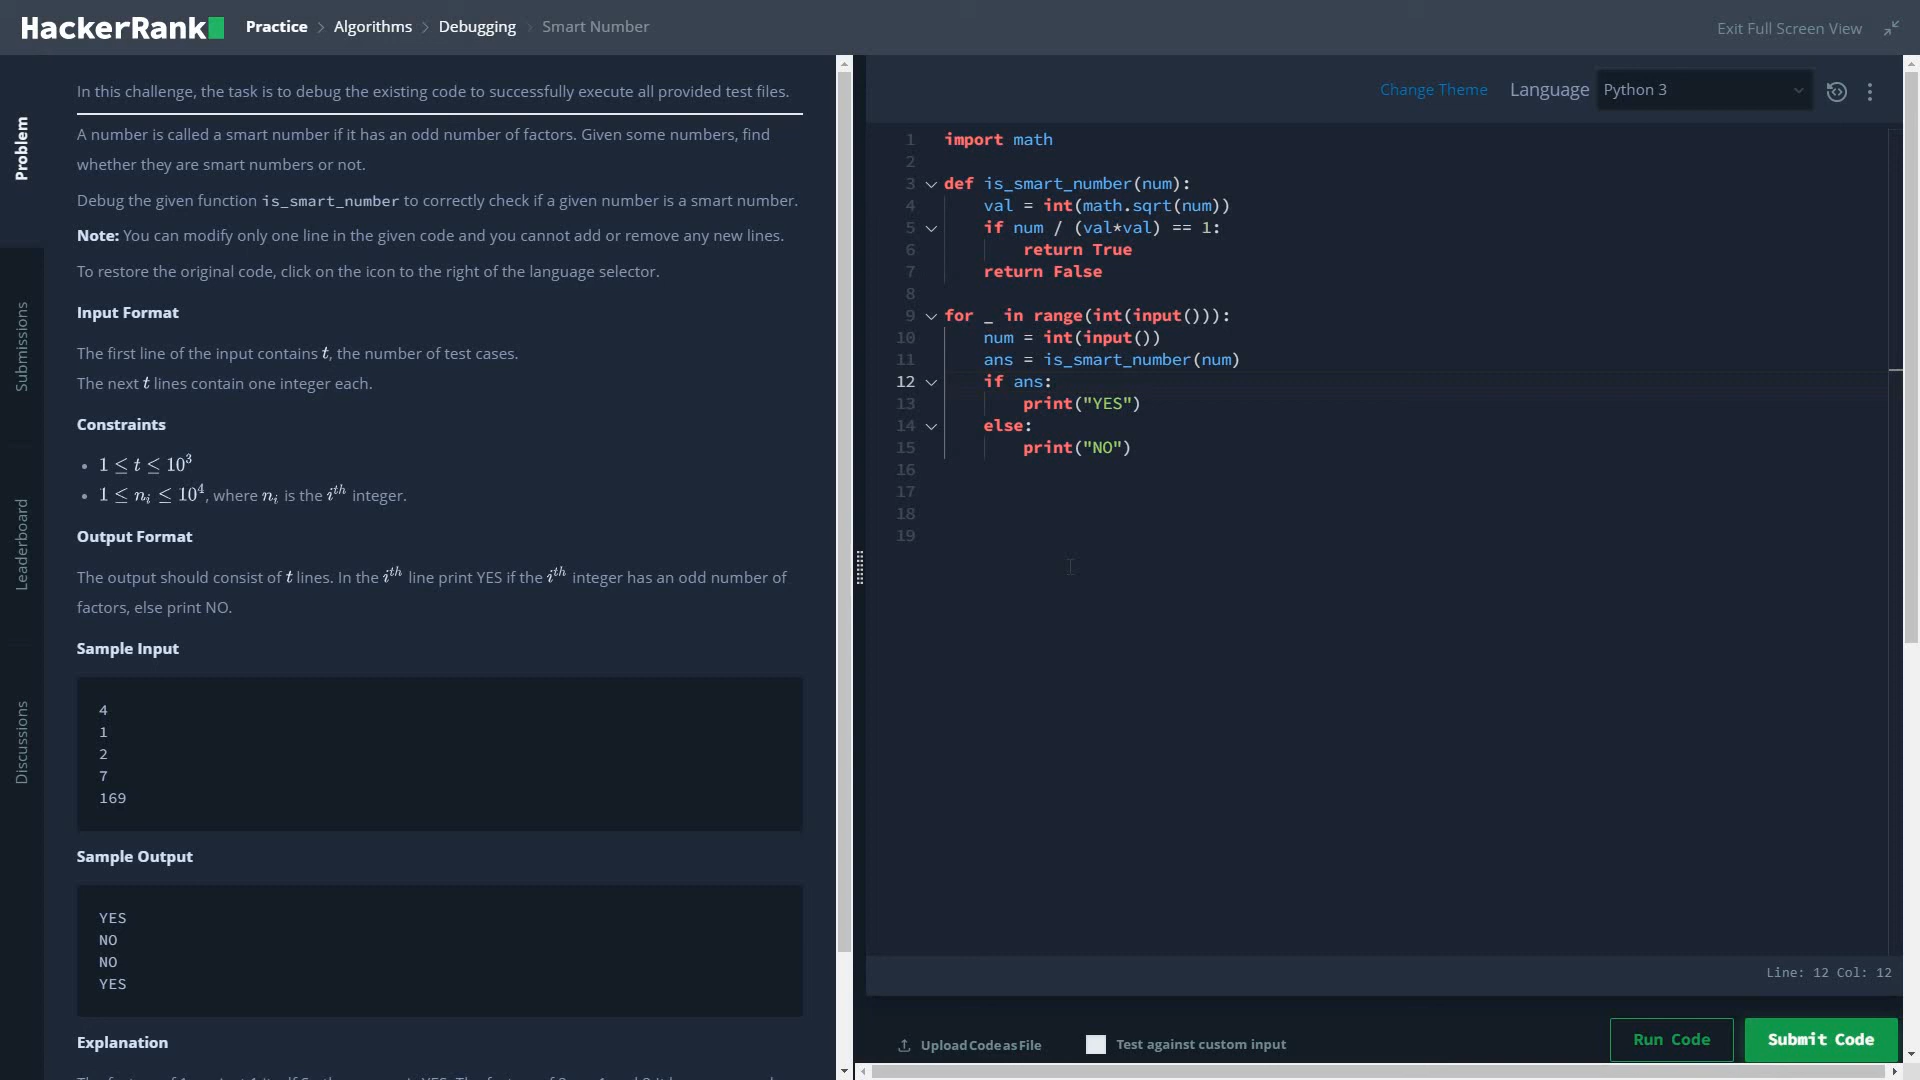 HackerRank Practice > Algorithms > Debugging > Smart Number Exit Full Screen View
Problem
Submissions
Leaderboard
Discussions
In this challenge, the task is to debug the existing code to successfully execute all provided test files.
A number is called a smart number if it has an odd number of factors. Given some numbers, find
whether they are smart numbers or not.
Debug the given function is_smart_number to correctly check if a given number is a smart number.
Note: You can modify only one line in the given code and you cannot add or remove any new lines.
To restore the original code, click on the icon to the right of the language selector.
Input Format
The first line of the input contains t, the number of test cases.
The next t lines contain one integer each.
Constraints
• 1 ≤ t ≤ 10³
• 1 ≤ nᵢ ≤ 10⁴, where nᵢ is the iᵗʰ integer.
Output Format
The output should consist of t lines. In the iᵗʰ line print YES if the iᵗʰ integer has an odd number of
factors, else print NO.
Sample Input
4
1
2
7
169
Sample Output
YES
NO
NO
YES
Explanation
Change Theme Language Python 3
1 import math
2
3 def is_smart_number(num):
4     val = int(math.sqrt(num))
5     if num / (val*val) == 1:
6         return True
7     return False
8
9 for _ in range(int(input())):
10     num = int(input())
11     ans = is_smart_number(num)
12     if ans:
13         print("YES")
14     else:
15         print("NO")
16
17
18
19
Line: 12 Col: 12
Upload Code as File Test against custom input Run Code Submit Code